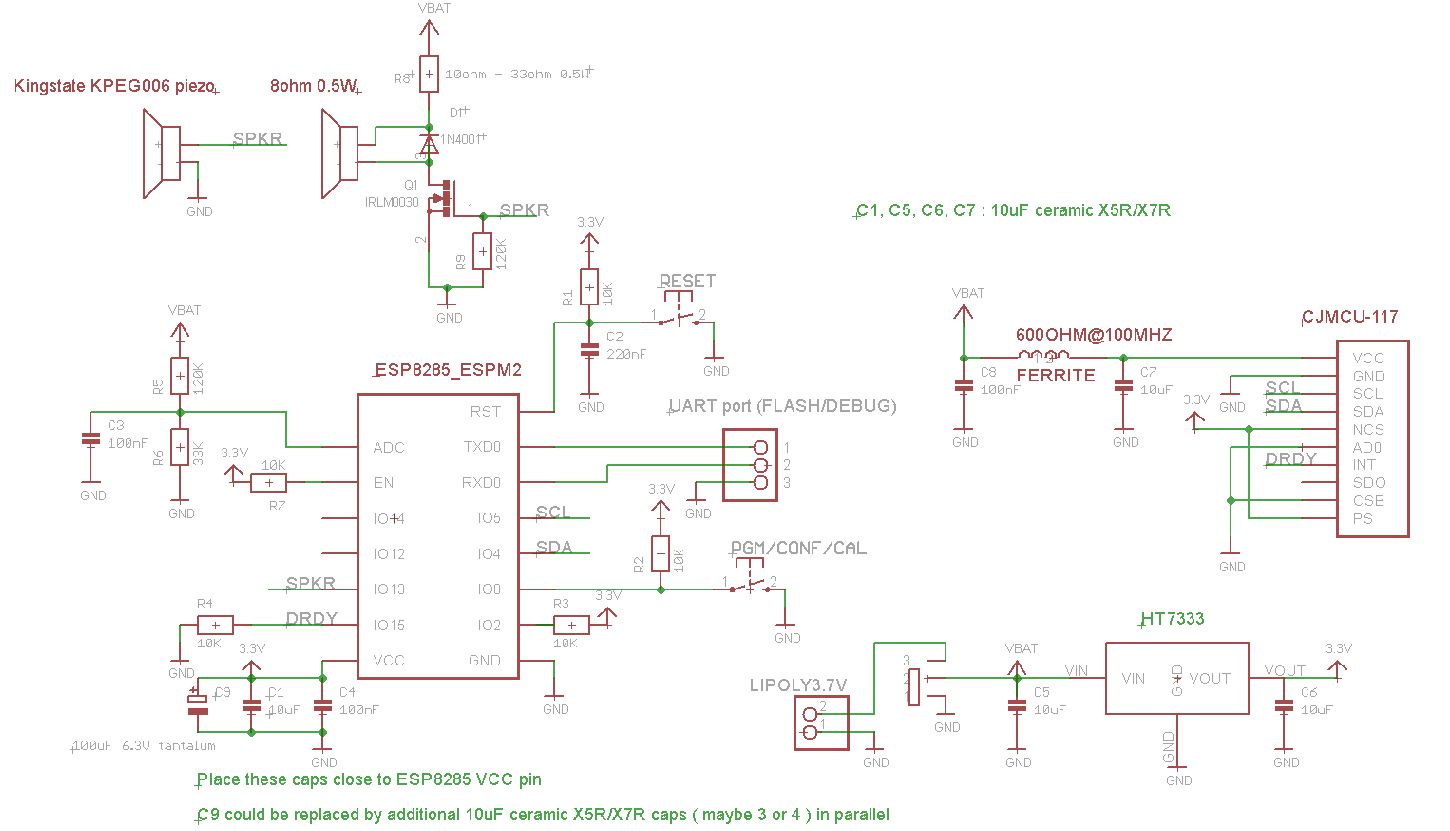 VBAT
R8
10ohm - 33ohm 0.5W
Kingstate KPEG006 piezo
8ohm 0.5W
D1
1N4001
3
SPKR
GND
Q1
IRLM0030
SPKR
2
R9
120K
GND
C1, C5, C6, C7 : 10uF ceramic X5R/X7R
3.3V
R1
10K
RESET
1
2
C2
220nF
GND
GND
VBAT
R5
120K
C3
100nF
R6
33K
GND
GND
3.3V
10K
R7
ESP8285_ESPM2
RST
ADC
TXD0
EN
RXD0
IO14
IO5
IO12
IO4
IO13
IO0
IO15
IO2
VCC
GND
SCL
SDA
SPKR
DRDY
UART port (FLASH/DEBUG)
1
2
3
GND
3.3V
R2
10K
PGM/CONF/CAL
1
2
GND
R3
10K
3.3V
GND
R4
10K
GND
3.3V
C9
C1
10uF
C4
100nF
100uF 6.3V tantalum
GND
Place these caps close to ESP8285 VCC pin
C9 could be replaced by additional 10uF ceramic X5R/X7R caps ( maybe 3 or 4 ) in parallel
VBAT
600OHM@100MHZ
FERRITE
C8
100nF
GND
C7
10uF
GND
CJMCU-117
VCC
GND
SCL
SDA
NCS
AD0
INT
SDO
CSE
PS
GND
SCL
SDA
3.3V
DRDY
GND
LIPOLY3.7V
2
1
GND
3
2
1
GND
VBAT
C5
10uF
GND
VIN
HT7333
VIN
GND
VOUT
GND
GND
VOUT
3.3V
C6
10uF
GND